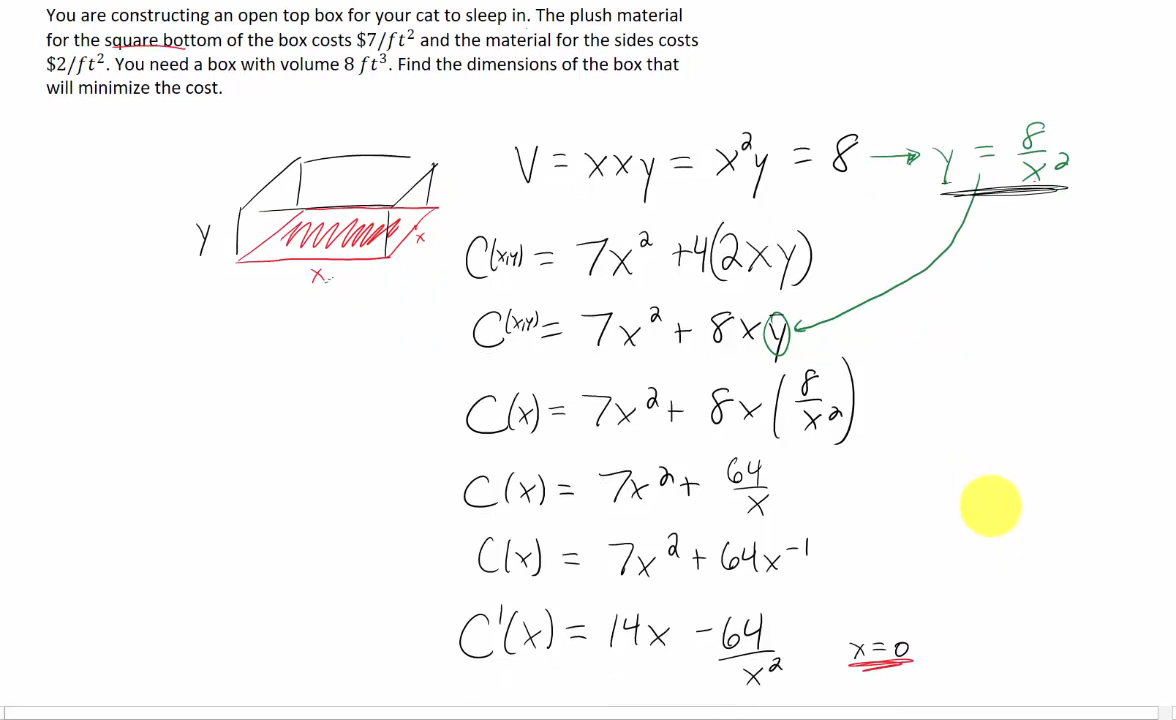 You are constructing an open top box for your cat to sleep in. The plush material
for the square bottom of the box costs $7/ft² and the material for the sides costs
$2/ft². You need a box with volume 8 ft³. Find the dimensions of the box that
will minimize the cost.
V = xxy = x²y = 8 → y = 8/x²
y
x
x
C(x,y) = 7x² + 4(2xy)
C(x,y) = 7x² + 8xy
C(x) = 7x² + 8x(8/x²)
C(x) = 7x² + 64/x
C(x) = 7x² + 64x⁻¹
C'(x) = 14x - 64/x²
x = 0